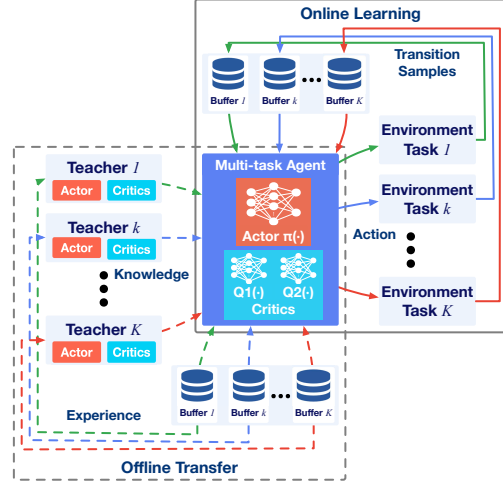 Online Learning
Transition
Samples
Buffer 1
Buffer k
Buffer K
Environment
Task 1
Teacher 1
Actor
Critics
Multi-task Agent
Environment
Task k
Teacher k
Actor
Critics
Actor π(·)
Action
Knowledge
Q1(·)
Q2(·)
Critics
Environment
Task K
Teacher K
Actor
Critics
Buffer 1
Buffer k
Buffer K
Experience
Offline Transfer